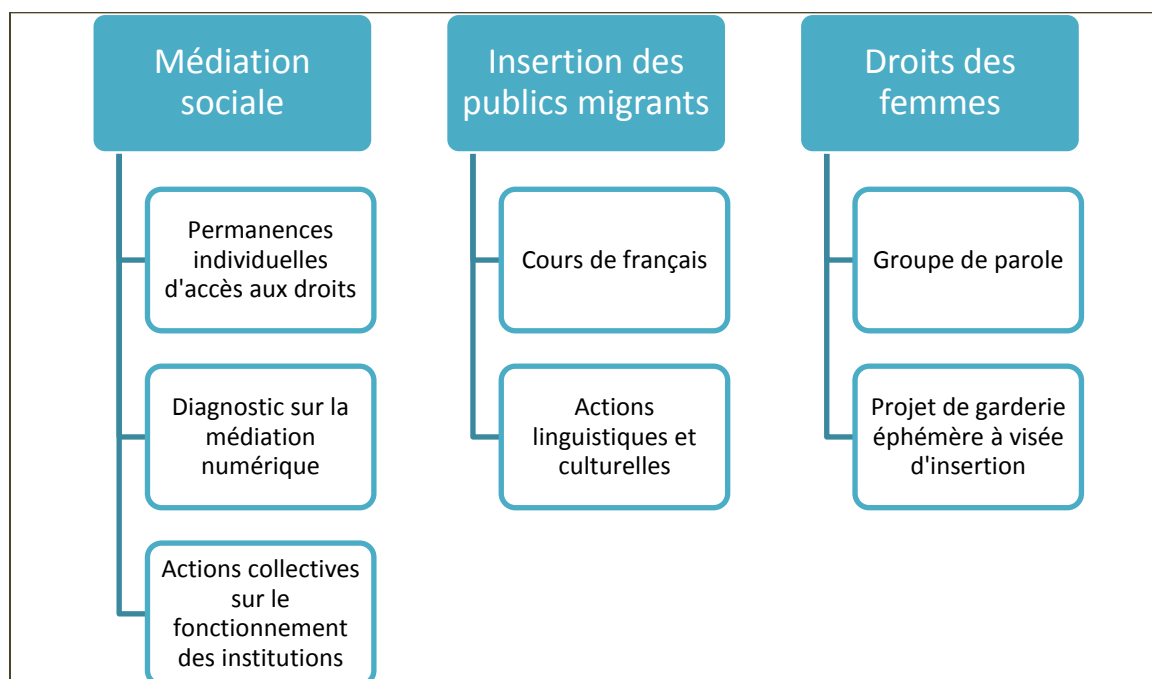 Médiation
sociale
Permanences
individuelles
d'accès aux droits
Diagnostic sur la
médiation
numérique
Actions collectives
sur le
fonctionnement
des institutions
Insertion des
publics migrants
Cours de français
Actions
linguistiques et
culturelles
Droits des
femmes
Groupe de parole
Projet de garderie
éphémère à visée
d'insertion